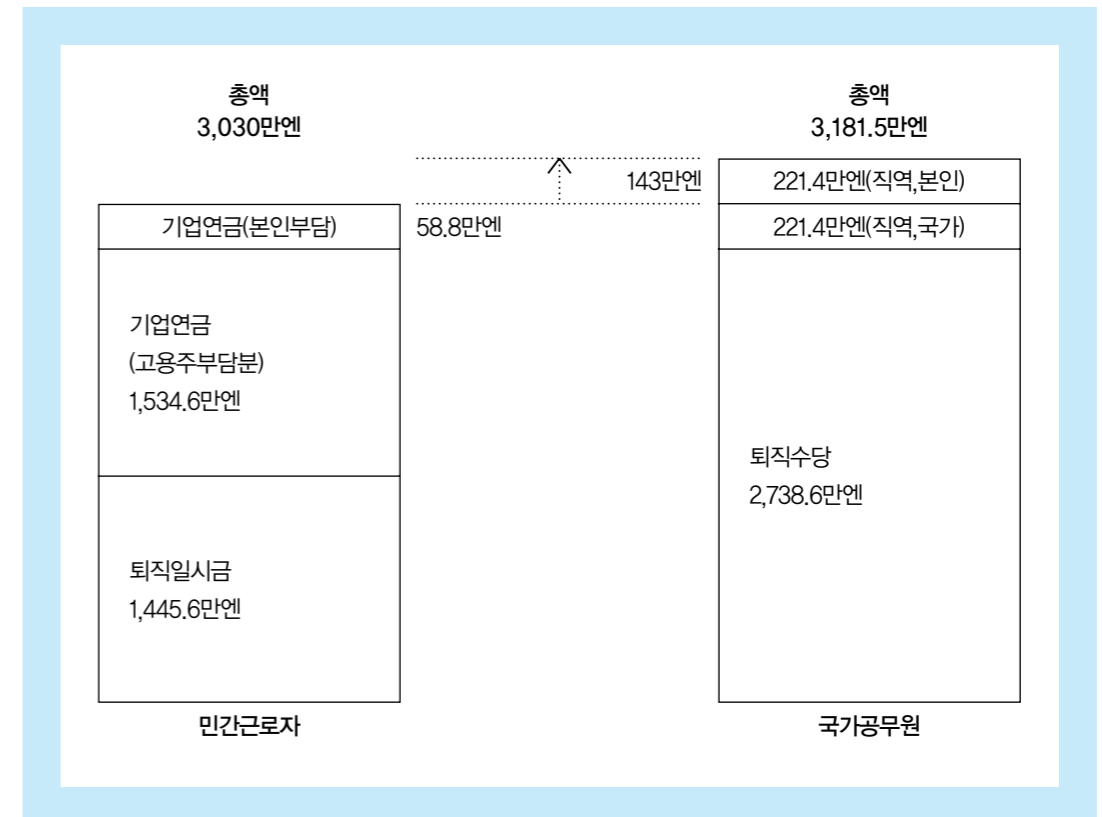 총액
3,030만엔
총액
3,181.5만엔
143만엔
221.4만엔(직역,본인)
기업연금(본인부담)
58.8만엔
221.4만엔(직역,국가)
기업연금
(고용주부담분)
1,534.6만엔
퇴직수당
2,738.6만엔
퇴직일시금
1,445.6만엔
민간근로자
국가공무원